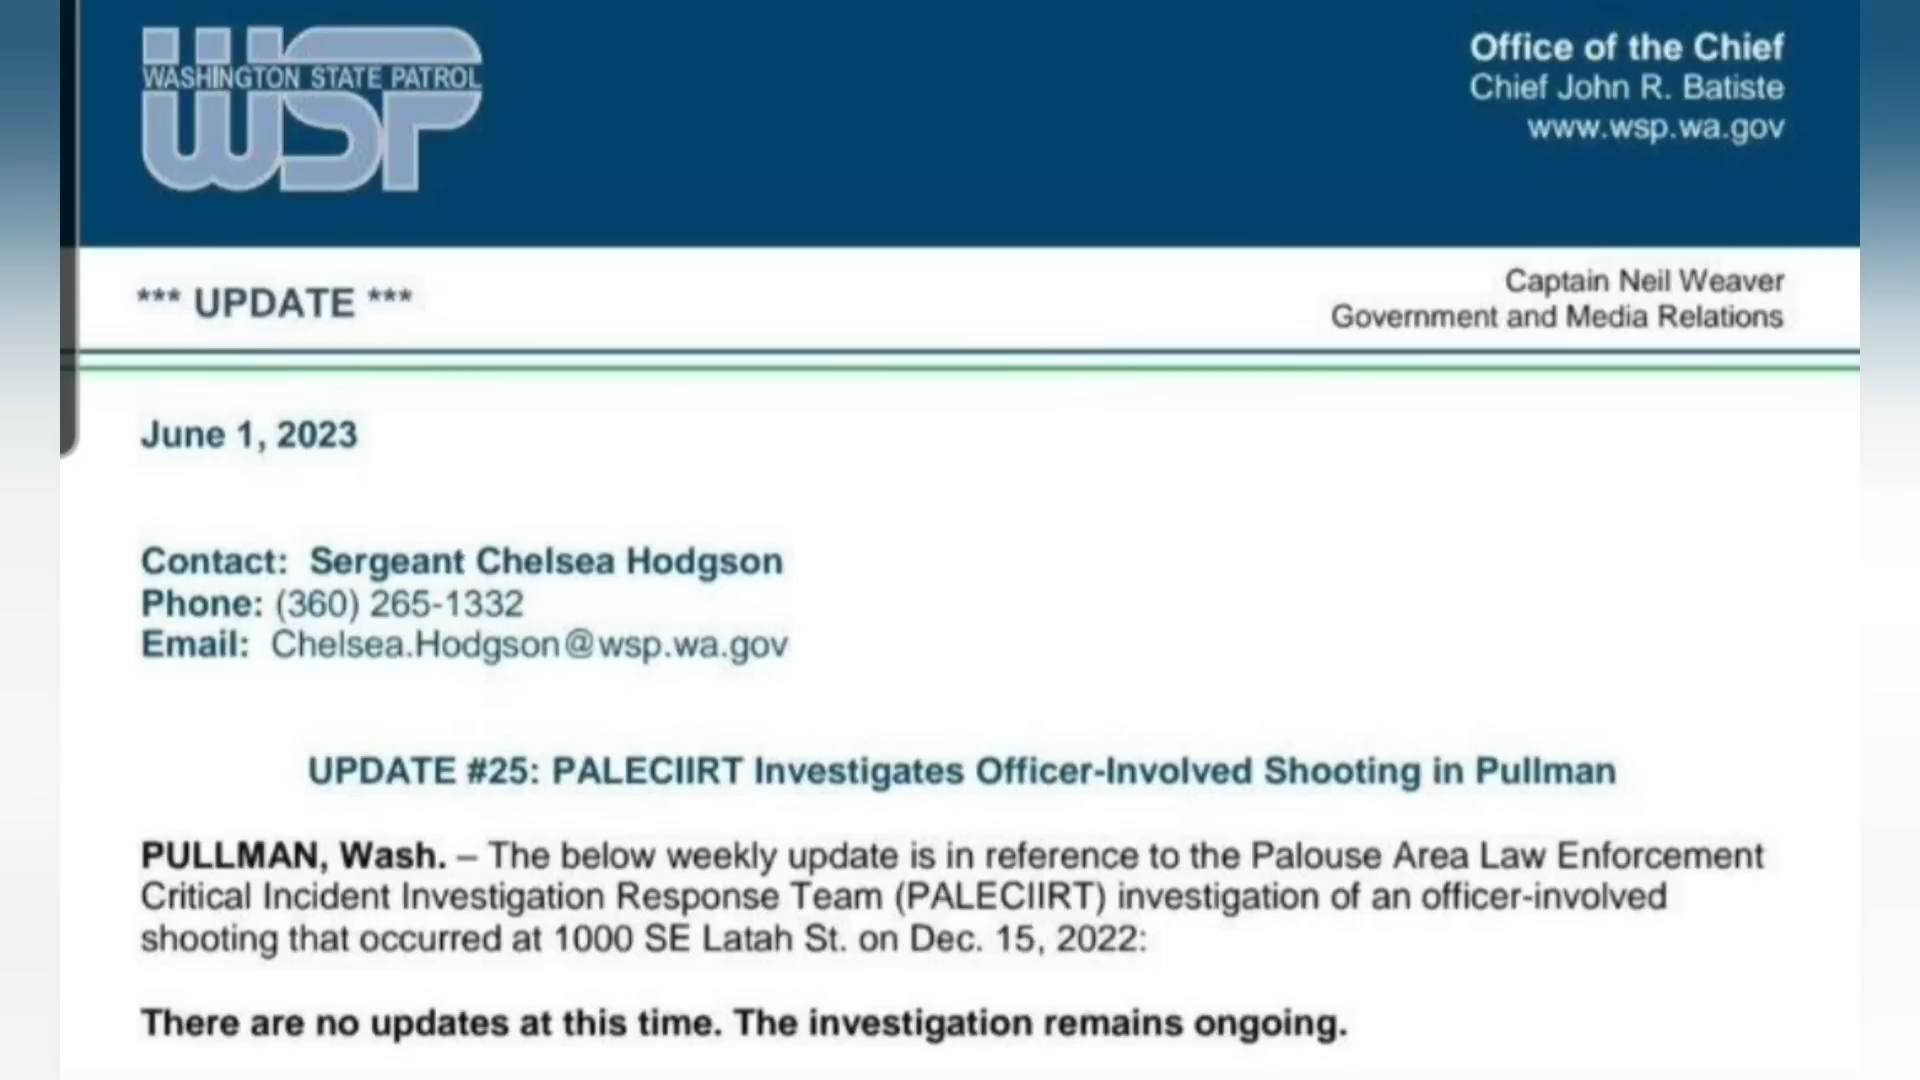 WSP
WASHINGTON STATE PATROL
Office of the Chief
Chief John R. Batiste
www.wsp.wa.gov
*** UPDATE ***
Captain Neil Weaver
Government and Media Relations
June 1, 2023
Contact: Sergeant Chelsea Hodgson
Phone: (360) 265-1332
Email: Chelsea.Hodgson@wsp.wa.gov
UPDATE #25: PALECIIRT Investigates Officer-Involved Shooting in Pullman
PULLMAN, Wash. – The below weekly update is in reference to the Palouse Area Law Enforcement
Critical Incident Investigation Response Team (PALECIIRT) investigation of an officer-involved
shooting that occurred at 1000 SE Latah St. on Dec. 15, 2022:
There are no updates at this time. The investigation remains ongoing.